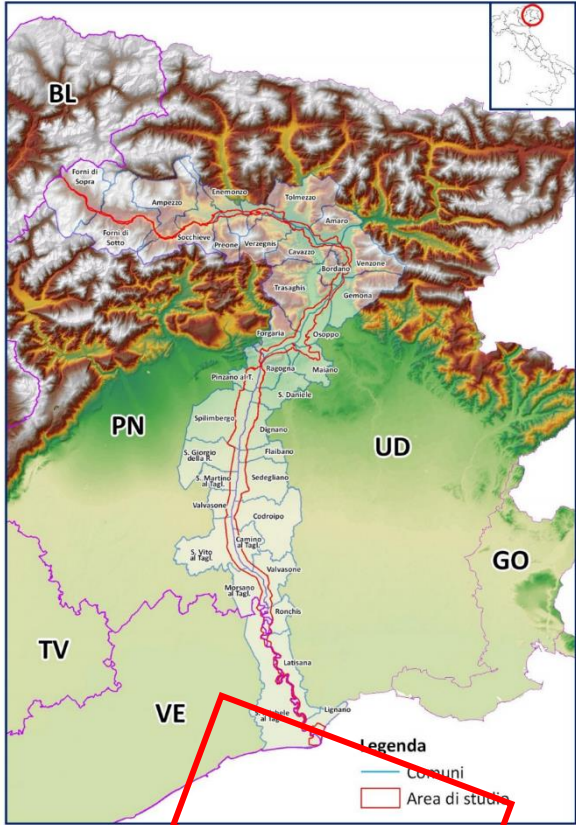 BL
Forni di
Sopra
Ampezzo
Enemonzo
Tolmezzo
Amaro
Forni di
Sotto
Socchieve
Preone
Verzegnis
Cavazzo
Venzone
Bordano
Trasaghis
Gemona
Forgaria
Osoppo
Pinzano al T.
Ragogna
Maiano
S. Daniele
PN
Spilimbergo
Dignano
UD
S. Giorgio
della R.
Flaibano
S. Martino
al Tagl.
Sedegliano
Valvasone
Codroipo
Camino
al Tagl.
S. Vito
al Tagl.
Valvasone
GO
Morsano
al Tagl.
Ronchis
TV
Latisana
VE
Lignano
al Tagl.
Legenda
Comuni
Area di studio